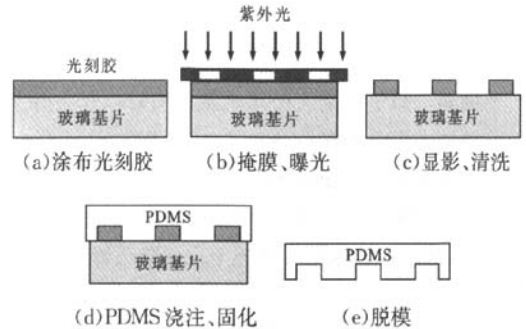 紫外光
光刻胶
玻璃基片
玻璃基片
玻璃基片
(a)涂布光刻胶
(b)掩膜、曝光
(c)显影、清洗
PDMS
PDMS
玻璃基片
(d)PDMS浇注、固化
(e)脱模